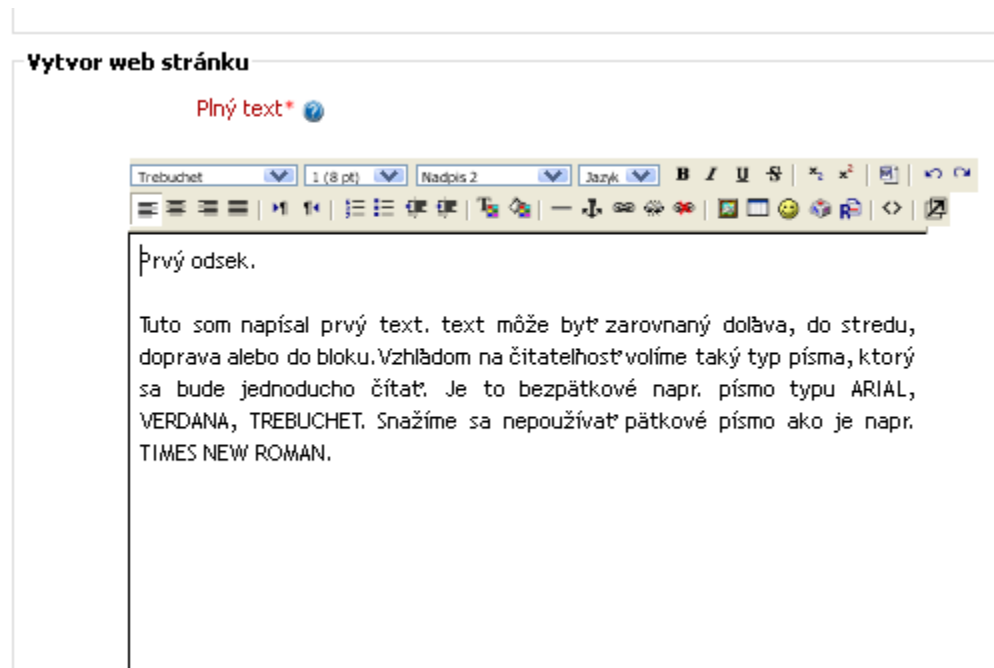 Vytvor web stránku
Plný text*
Trebuchet 1 (8 pt) Nadpis 2 Jazyk B I U S x₂ x²
Prvý odsek.
Tuto som napísal prvý text. text môže byť zarovnaný doľava, do stredu,
doprava alebo do bloku. Vzhľadom na čitateľnosť volíme taký typ písma, ktorý
sa bude jednoducho čítať. Je to bezpätkové napr. písmo typu ARIAL,
VERDANA, TREBUCHET. Snažíme sa nepoužívať pätkové písmo ako je napr.
TIMES NEW ROMAN.